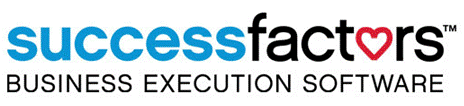 successfactors™
BUSINESS EXECUTION SOFTWARE